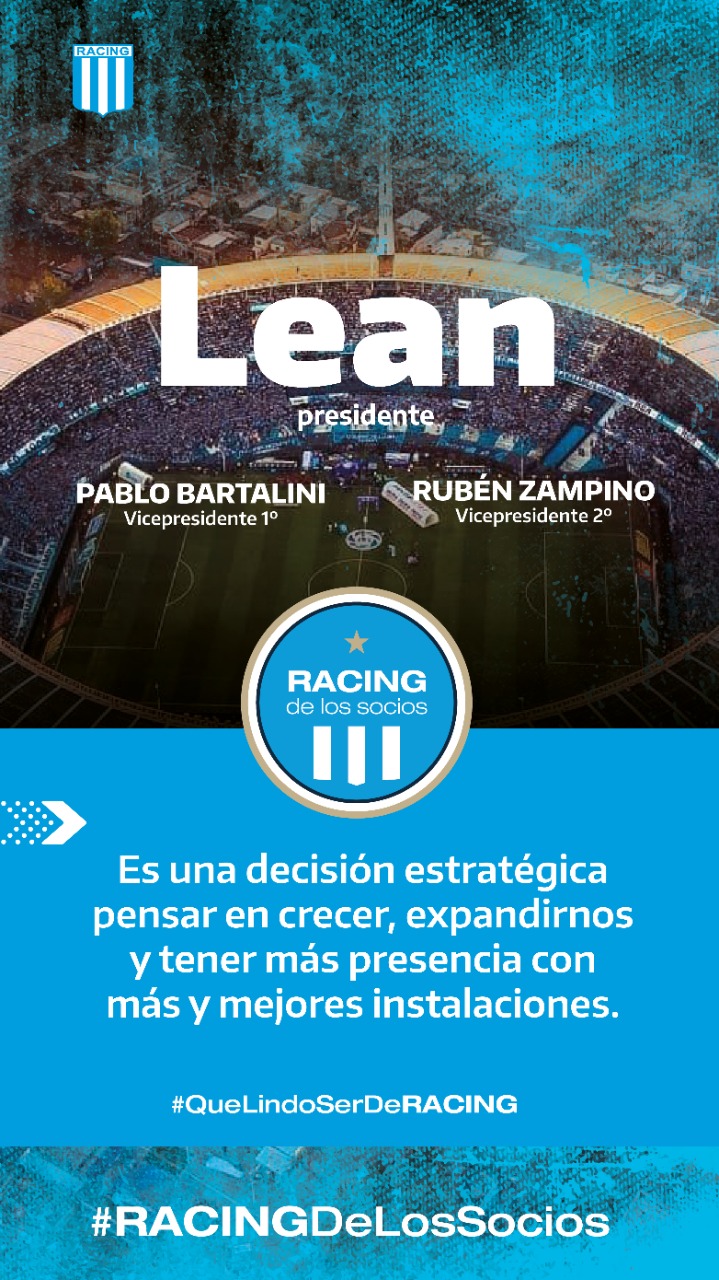 RACING
Lean
presidente
PABLO BARTALINI
Vicepresidente 1º
RUBÉN ZAMPINO
Vicepresidente 2º
RACING
de los socios
Es una decisión estratégica
pensar en crecer, expandirnos
y tener más presencia con
más y mejores instalaciones.
#QueLindoSerDeRACING
#RACINGDeLosSocios